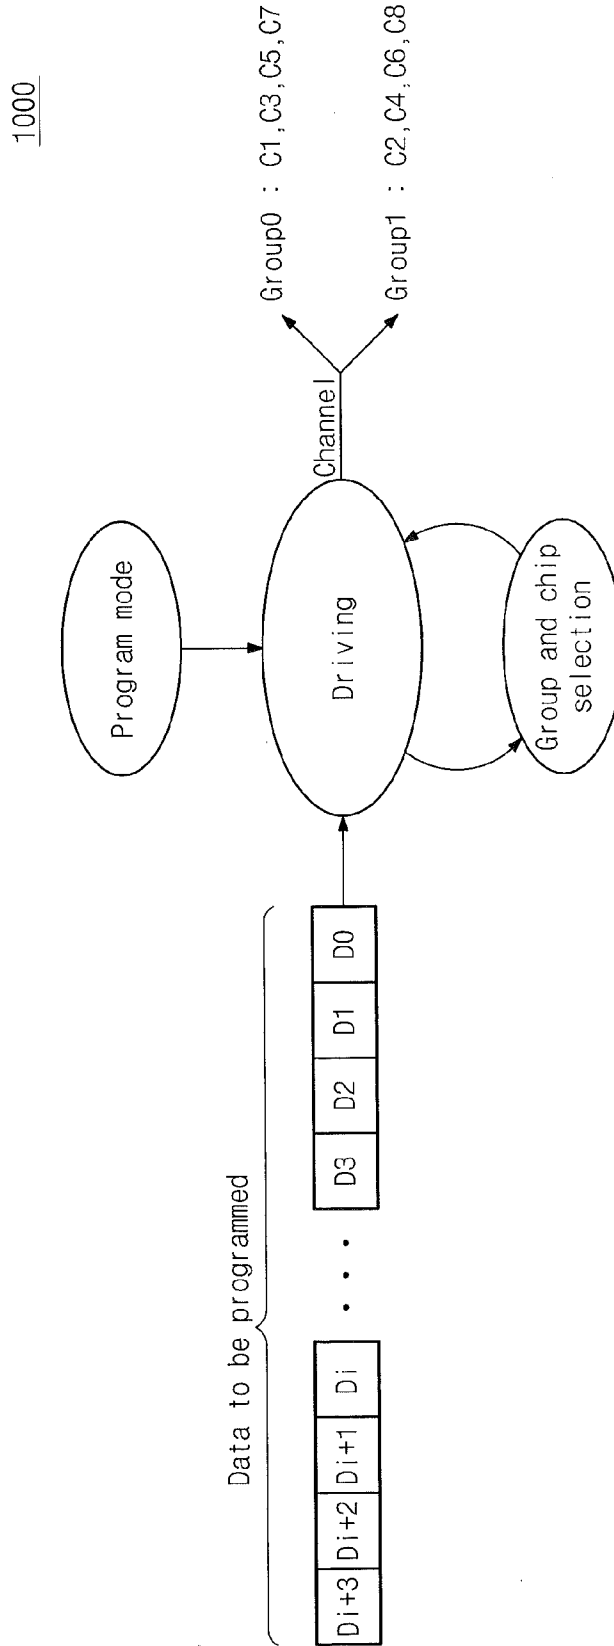 1000
Program mode
Data to be programmed
Di+3 Di+2 Di+1 Di • • • D3 D2 D1 D0
Driving
Channel
Group0 : C1,C3,C5,C7
Group1 : C2,C4,C6,C8
Group and chip
selection